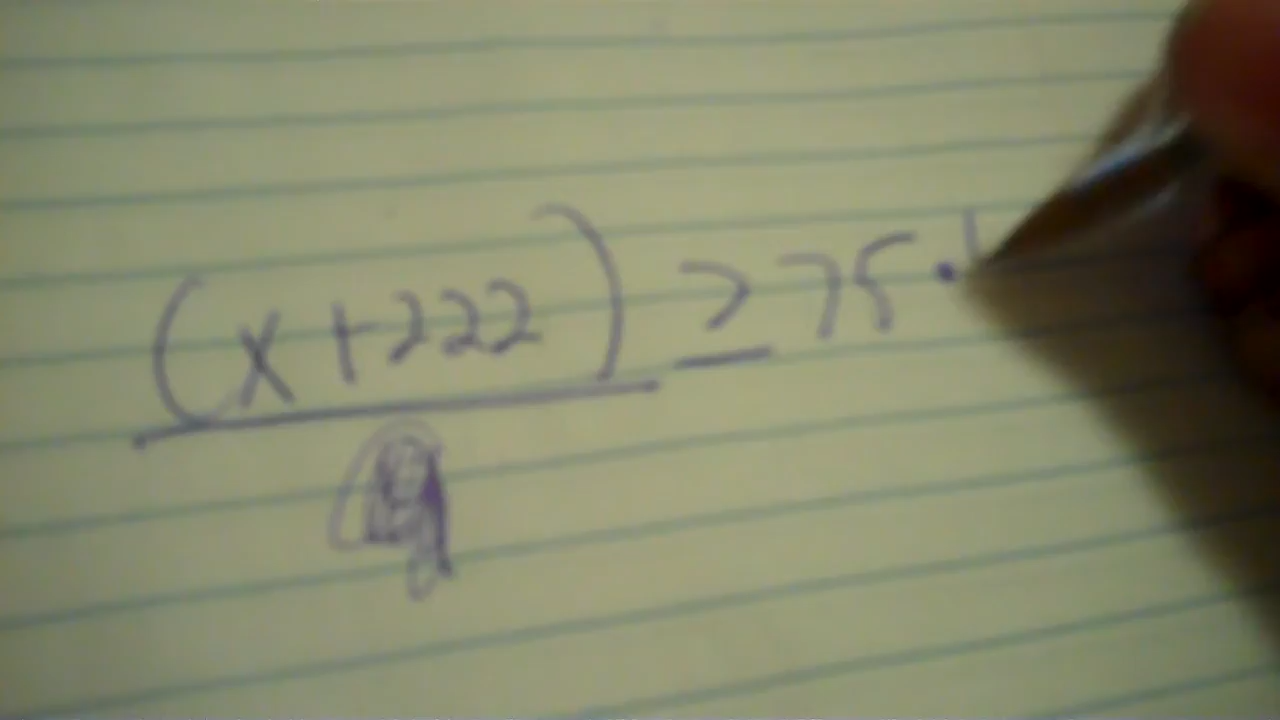 (x+222) ≥ 75 •